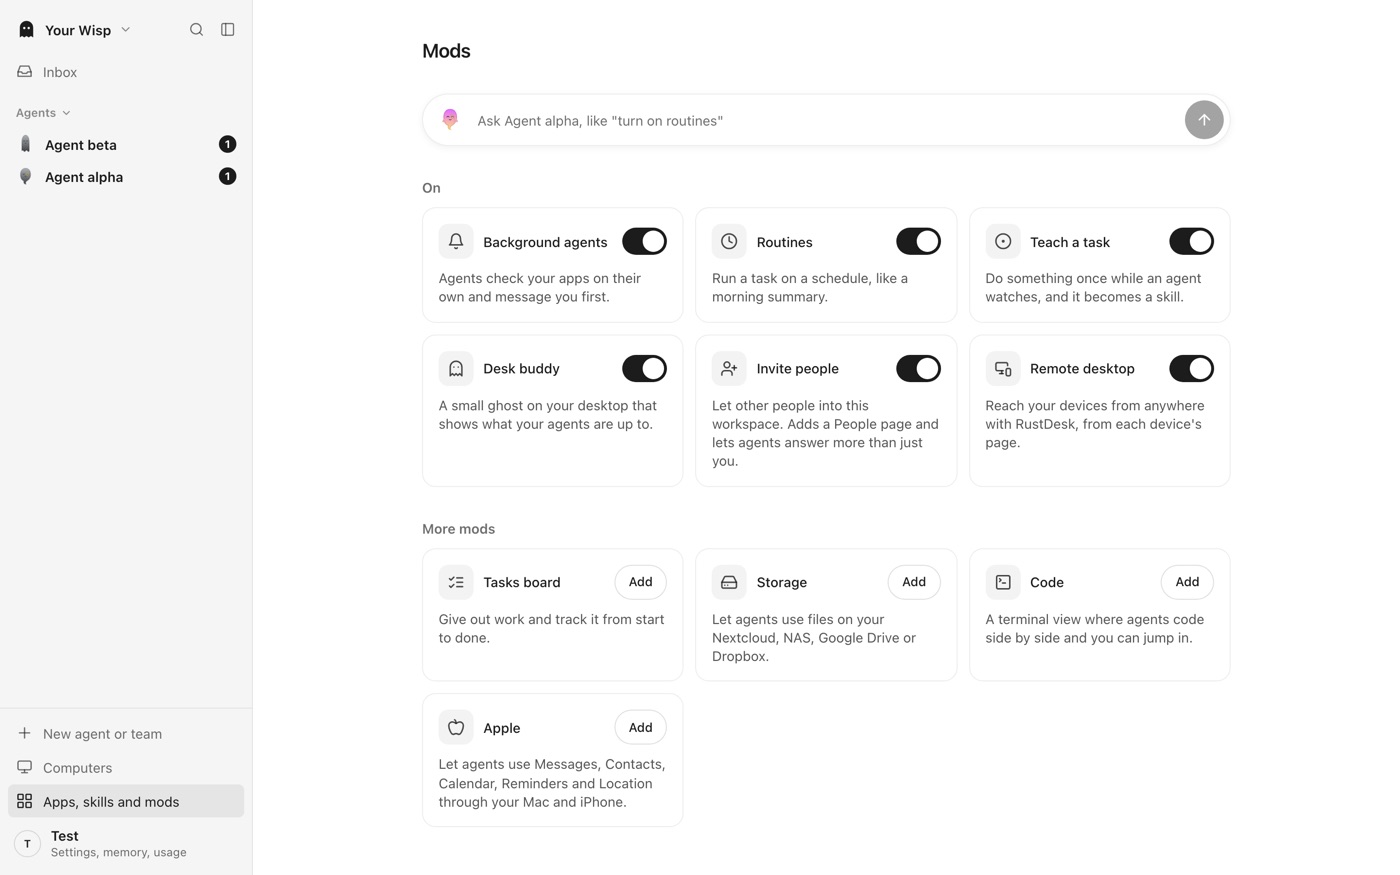 Your Wisp
Inbox
Agents
Agent beta
1
Agent alpha
1
New agent or team
Computers
Apps, skills and mods
T
Test
Settings, memory, usage
Mods
Ask Agent alpha, like "turn on routines"
On
Background agents
Agents check your apps on their
own and message you first.
Routines
Run a task on a schedule, like a
morning summary.
Teach a task
Do something once while an agent
watches, and it becomes a skill.
Desk buddy
A small ghost on your desktop that
shows what your agents are up to.
Invite people
Let other people into this
workspace. Adds a People page and
lets agents answer more than just
you.
Remote desktop
Reach your devices from anywhere
with RustDesk, from each device's
page.
More mods
Tasks board
Add
Give out work and track it from start
to done.
Storage
Add
Let agents use files on your
Nextcloud, NAS, Google Drive or
Dropbox.
Code
Add
A terminal view where agents code
side by side and you can jump in.
Apple
Add
Let agents use Messages, Contacts,
Calendar, Reminders and Location
through your Mac and iPhone.